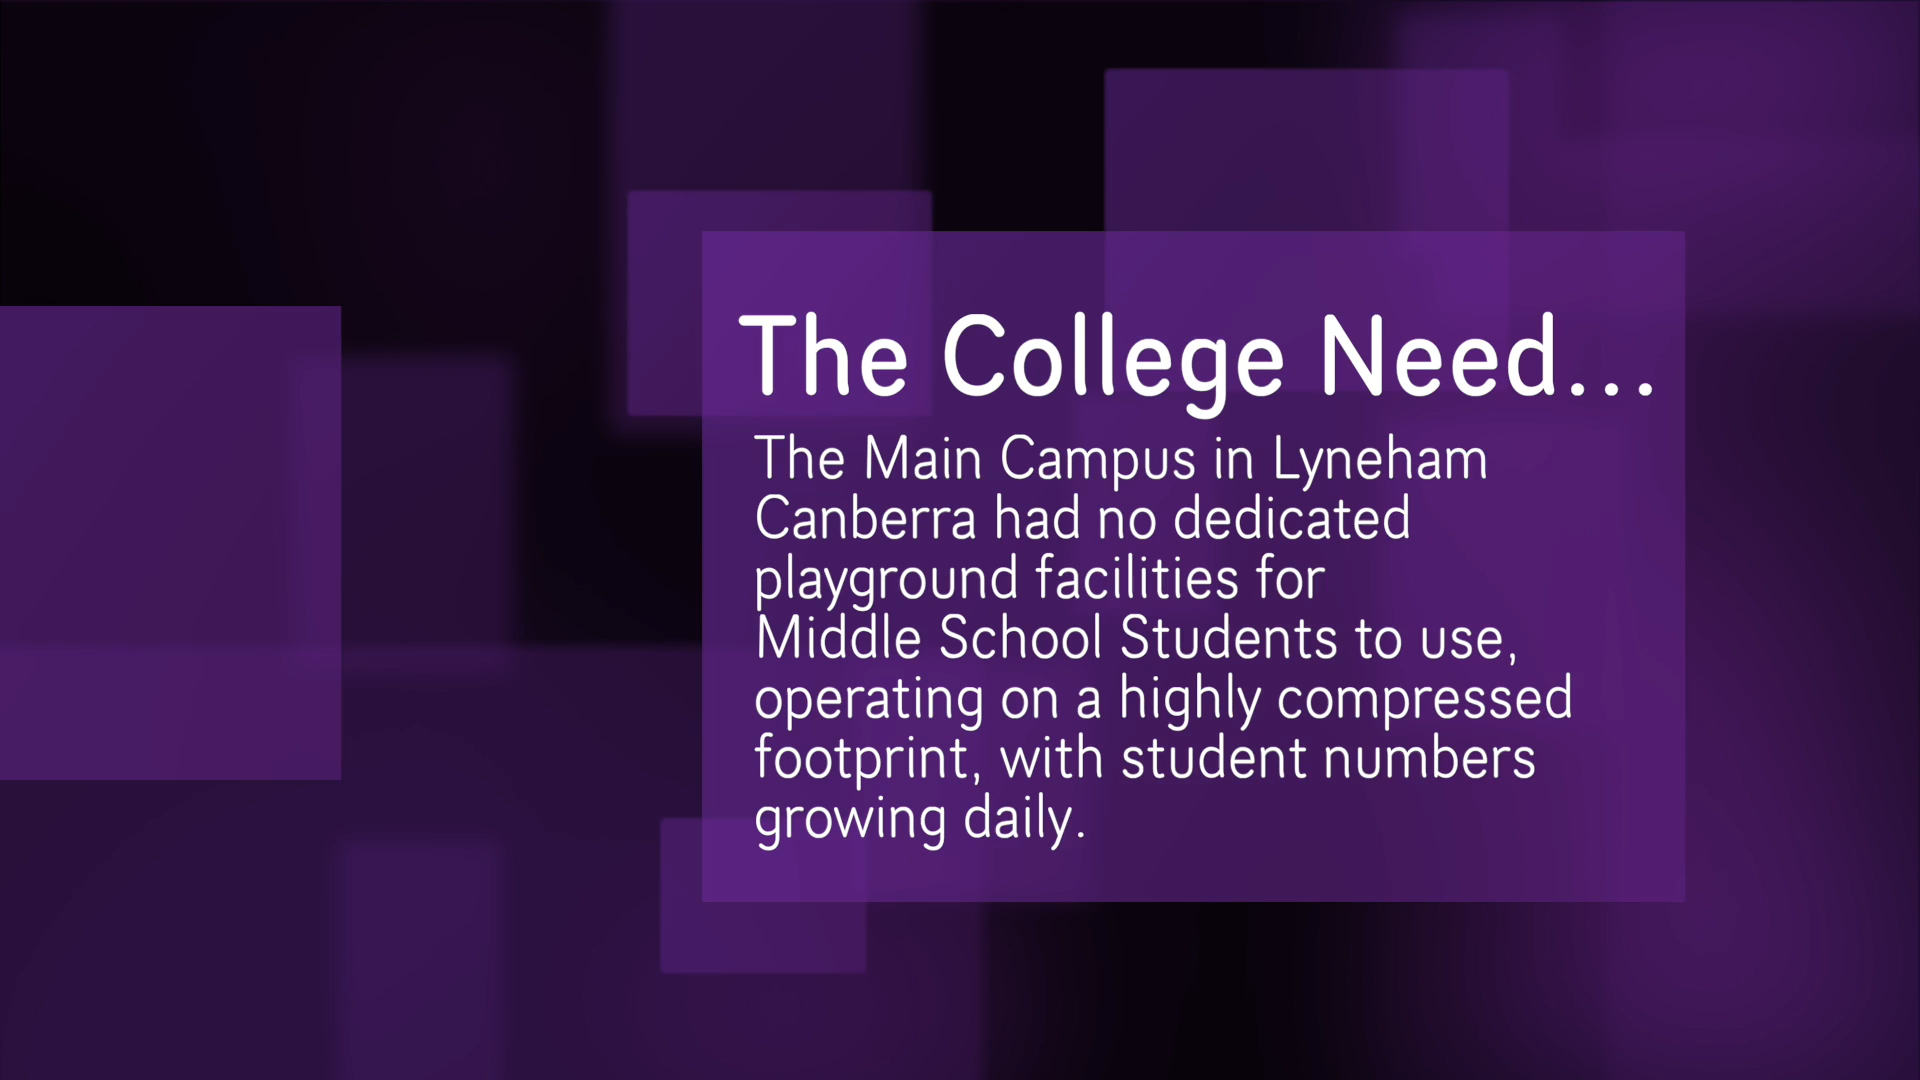 The College Need...
The Main Campus in Lyneham
Canberra had no dedicated
playground facilities for
Middle School Students to use,
operating on a highly compressed
footprint, with student numbers
growing daily.